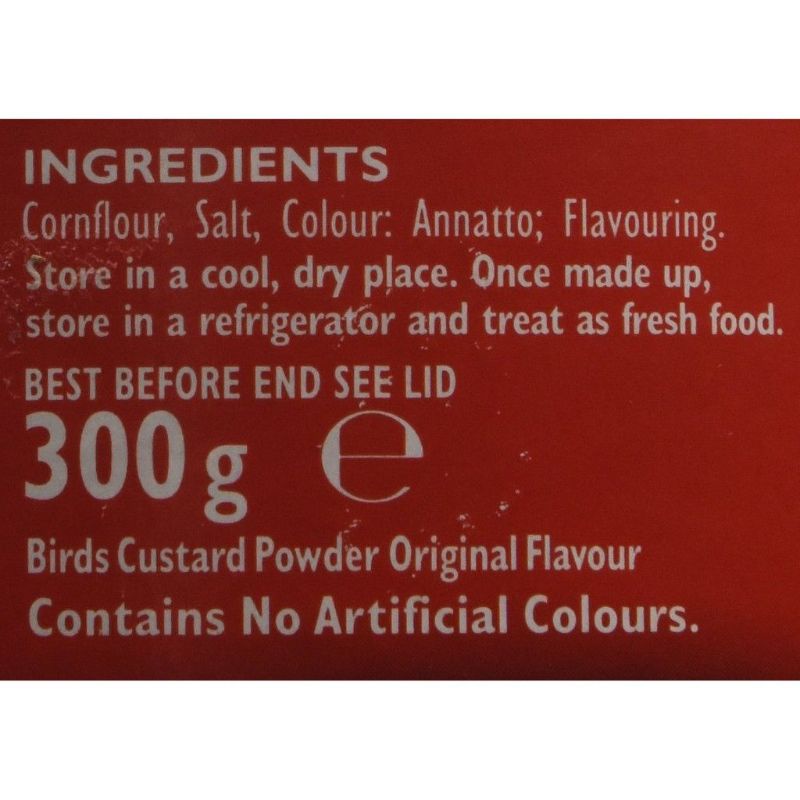 INGREDIENTS
Cornflour, Salt, Colour: Annatto; Flavouring.
Store in a cool, dry place. Once made up,
store in a refrigerator and treat as fresh food.
BEST BEFORE END SEE LID
300g ℮
Birds Custard Powder Original Flavour
Contains No Artificial Colours.